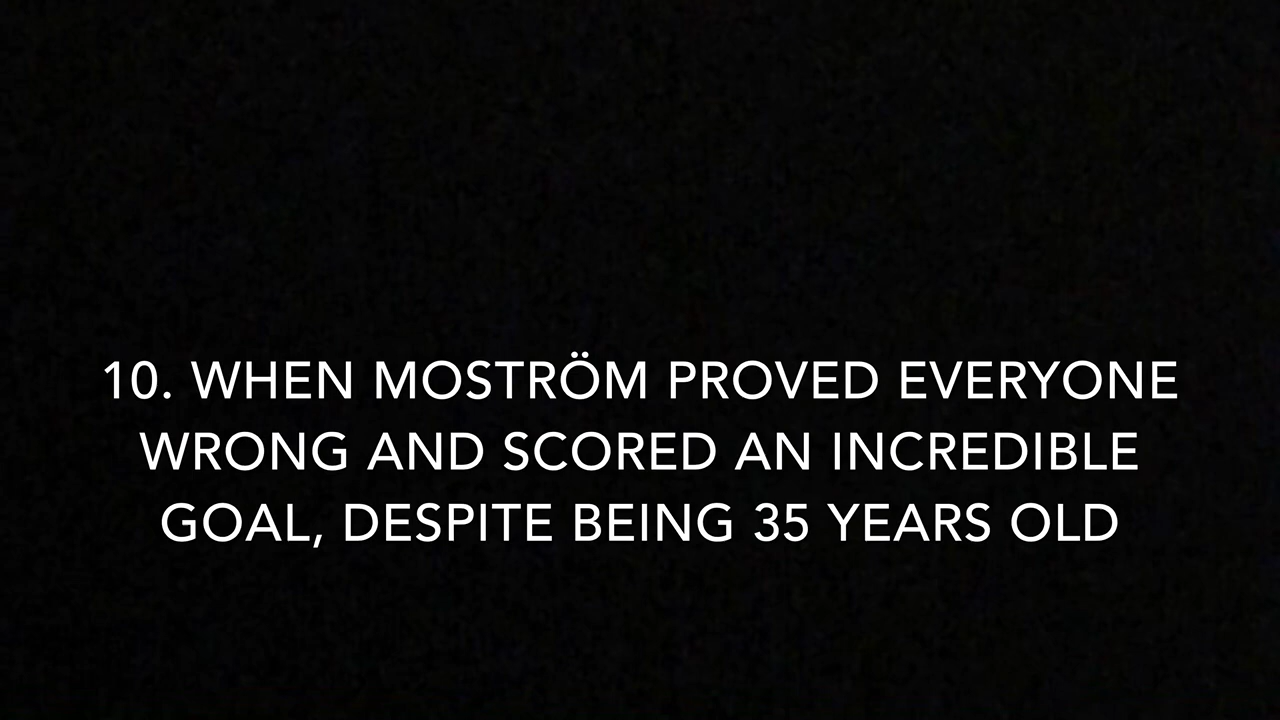 10. WHEN MOSTRÖM PROVED EVERYONE
WRONG AND SCORED AN INCREDIBLE
GOAL, DESPITE BEING 35 YEARS OLD